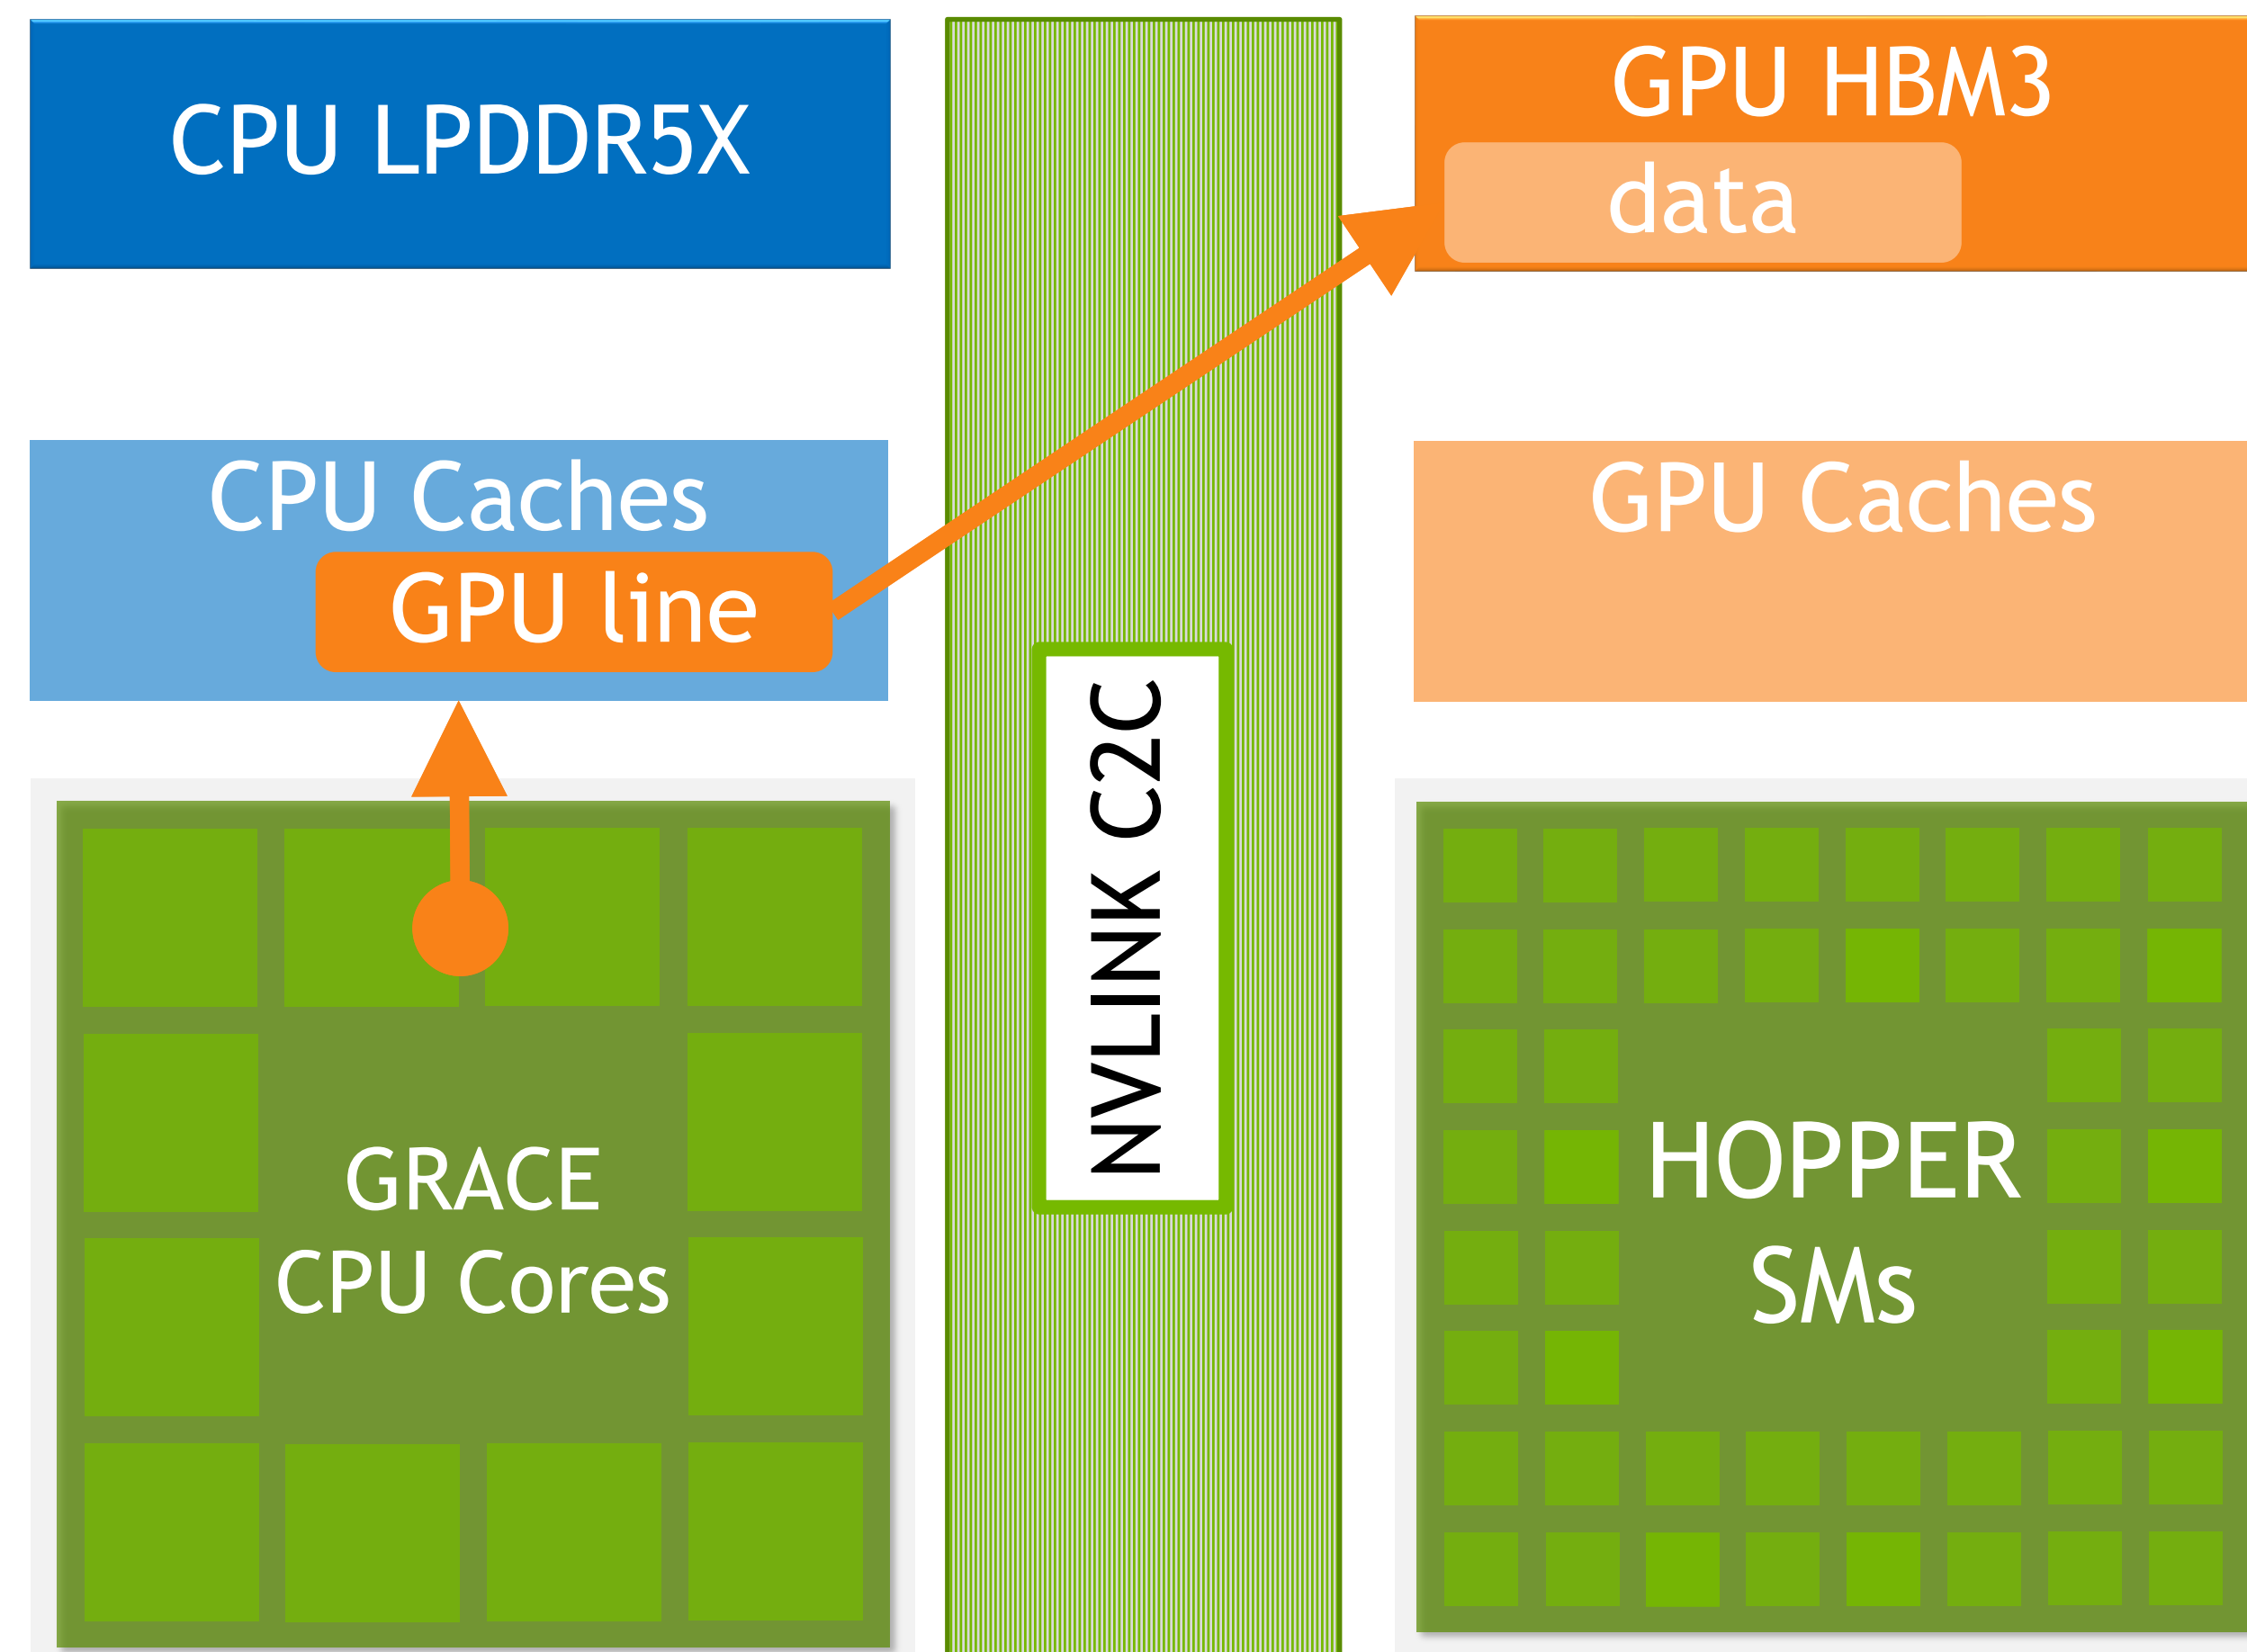 CPU LPDDR5X
GPU HBM3
data
CPU Caches
GPU line
GPU Caches
NVLINK C2C
GRACE
CPU Cores
HOPPER
SMs